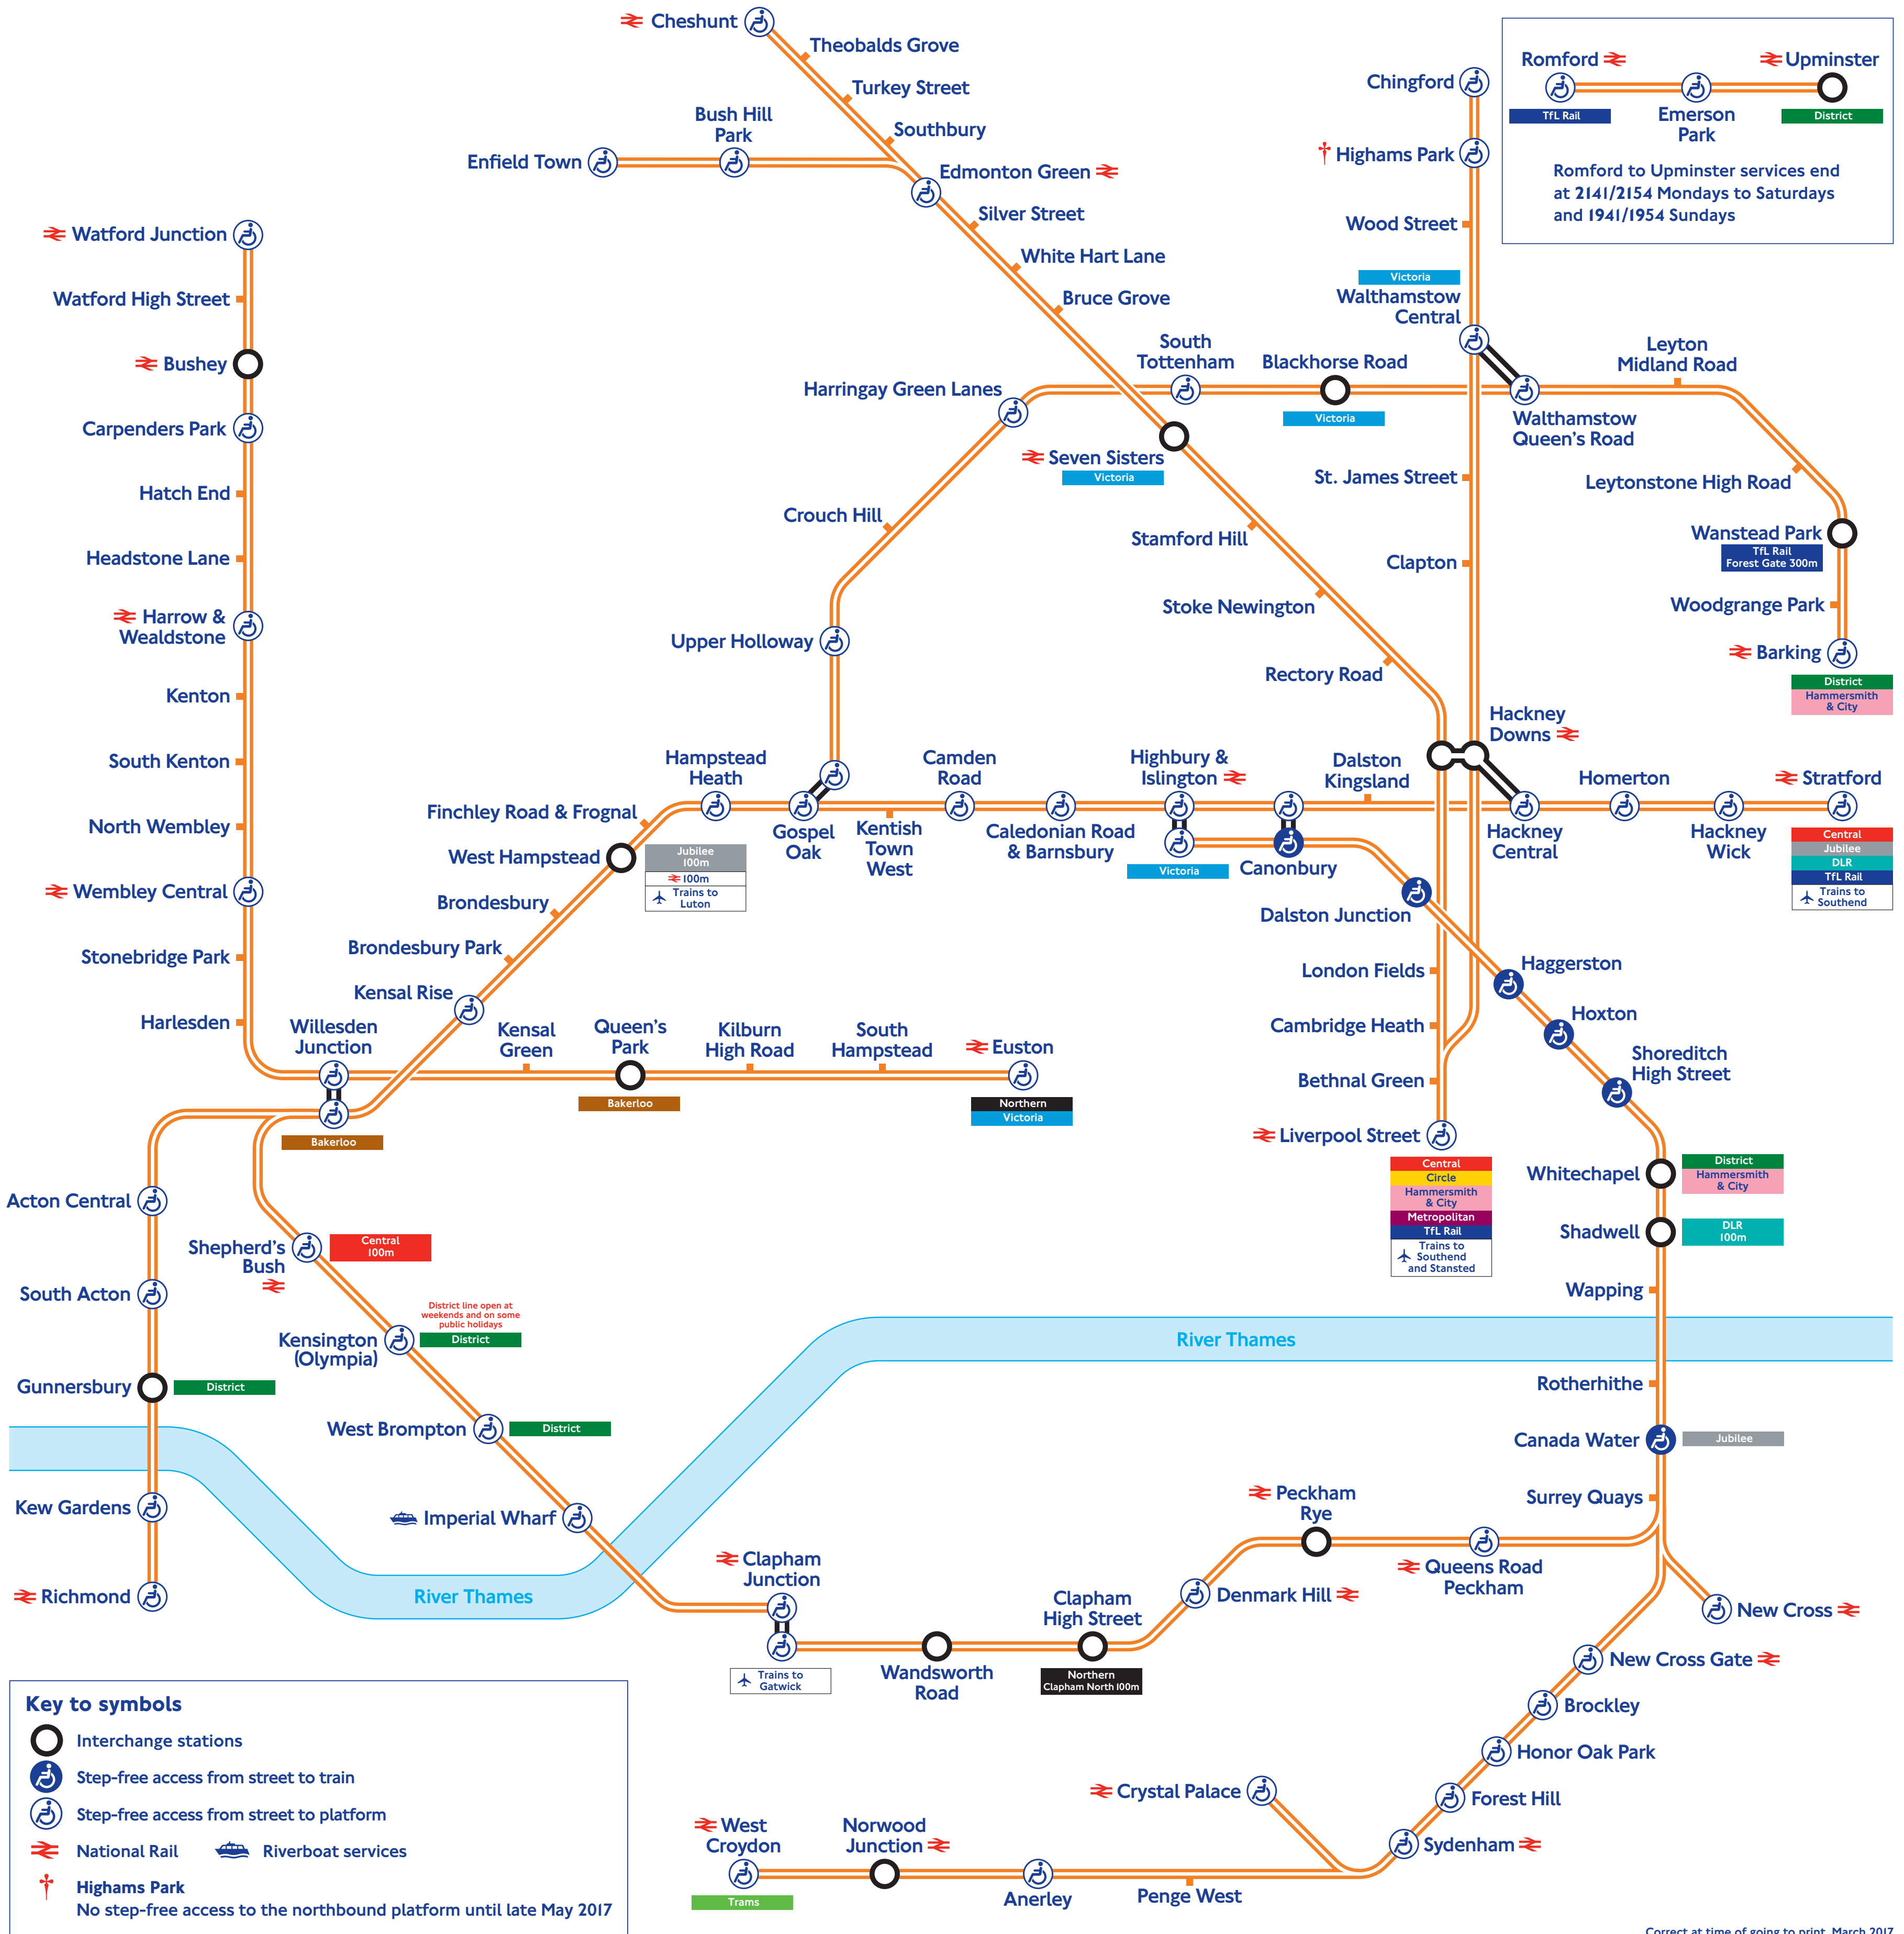 Cheshunt
Theobalds Grove
Turkey Street
Southbury
Bush Hill
Park
Enfield Town
Edmonton Green
Silver Street
White Hart Lane
Bruce Grove
Chingford
Highams Park
Wood Street
Victoria
Walthamstow
Central
Romford
Upminster
TfL Rail
Emerson
Park
District
Romford to Upminster services end
at 2141/2154 Mondays to Saturdays
and 1941/1954 Sundays
Watford Junction
Watford High Street
Bushey
Carpenders Park
Hatch End
Headstone Lane
Harrow &
Wealdstone
Kenton
South Kenton
North Wembley
Wembley Central
Stonebridge Park
Harlesden
Willesden
Junction
Bakerloo
South
Tottenham
Blackhorse Road
Victoria
Leyton
Midland Road
Harringay Green Lanes
Walthamstow
Queen's Road
Seven Sisters
Victoria
St. James Street
Leytonstone High Road
Crouch Hill
Stamford Hill
Wanstead Park
TfL Rail
Forest Gate 300m
Clapton
Stoke Newington
Woodgrange Park
Upper Holloway
Rectory Road
Barking
District
Hammersmith
& City
Hackney
Downs
Hampstead
Heath
Camden
Road
Highbury &
Islington
Dalston
Kingsland
Homerton
Stratford
Finchley Road & Frognal
Gospel
Oak
Kentish
Town
West
Caledonian Road
& Barnsbury
Victoria
Canonbury
Hackney
Central
Hackney
Wick
Central
Jubilee
DLR
TfL Rail
Trains to
Southend
West Hampstead
Jubilee
100m
100m
Trains to
Luton
Brondesbury
Brondesbury Park
Kensal Rise
Dalston Junction
London Fields
Haggerston
Hoxton
Cambridge Heath
Shoreditch
High Street
Bethnal Green
Kensal
Green
Queen's
Park
Bakerloo
Kilburn
High Road
South
Hampstead
Euston
Northern
Victoria
Liverpool Street
Central
Circle
Hammersmith
& City
Metropolitan
TfL Rail
Trains to
Southend
and Stansted
Whitechapel
District
Hammersmith
& City
Shadwell
DLR
100m
Wapping
Acton Central
Shepherd's
Bush
Central
100m
South Acton
District line open at
weekends and on some
public holidays
Kensington
(Olympia)
District
Gunnersbury
District
River Thames
Rotherhithe
West Brompton
District
Canada Water
Jubilee
Kew Gardens
Imperial Wharf
Surrey Quays
Peckham
Rye
Richmond
River Thames
Clapham
Junction
Trains to
Gatwick
Queens Road
Peckham
Clapham
High Street
Denmark Hill
New Cross
Wandsworth
Road
Northern
Clapham North 100m
New Cross Gate
Brockley
Honor Oak Park
Crystal Palace
Forest Hill
Sydenham
West
Croydon
Trams
Norwood
Junction
Anerley
Penge West
Key to symbols
Interchange stations
Step-free access from street to train
Step-free access from street to platform
National Rail
Riverboat services
† Highams Park
No step-free access to the northbound platform until late May 2017
Correct at time of going to print, March 2017